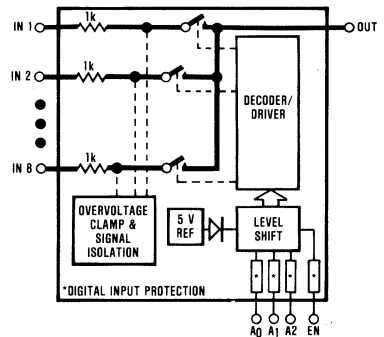 IN 1
1k
OUT
IN 2
1k
DECODER/
DRIVER
IN 8
1k
OVERVOLTAGE
CLAMP &
SIGNAL
ISOLATION
5 V
REF
LEVEL
SHIFT
* * * *
*DIGITAL INPUT PROTECTION
A0 A1 A2 EN